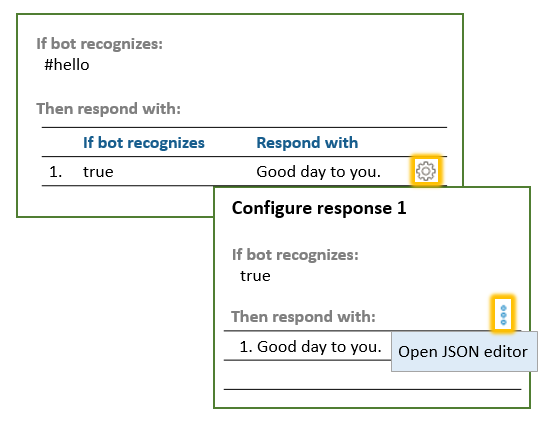 If bot recognizes:
#hello
Then respond with:
If bot recognizes Respond with
1. true Good day to you.
Configure response 1
If bot recognizes:
true
Then respond with:
1. Good day to you.
Open JSON editor